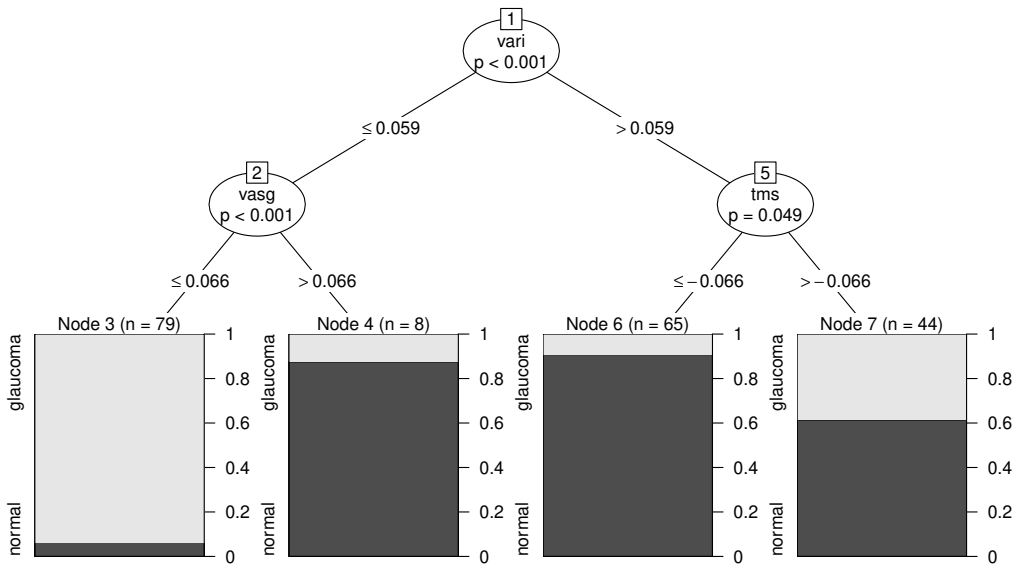 1
vari
p < 0.001
≤ 0.059
> 0.059
2
vasg
p < 0.001
5
tms
p = 0.049
≤ 0.066
> 0.066
≤ −0.066
> −0.066
Node 3 (n = 79)
glaucoma
normal
1
0.8
0.6
0.4
0.2
0
Node 4 (n = 8)
glaucoma
normal
1
0.8
0.6
0.4
0.2
0
Node 6 (n = 65)
glaucoma
normal
1
0.8
0.6
0.4
0.2
0
Node 7 (n = 44)
glaucoma
normal
1
0.8
0.6
0.4
0.2
0